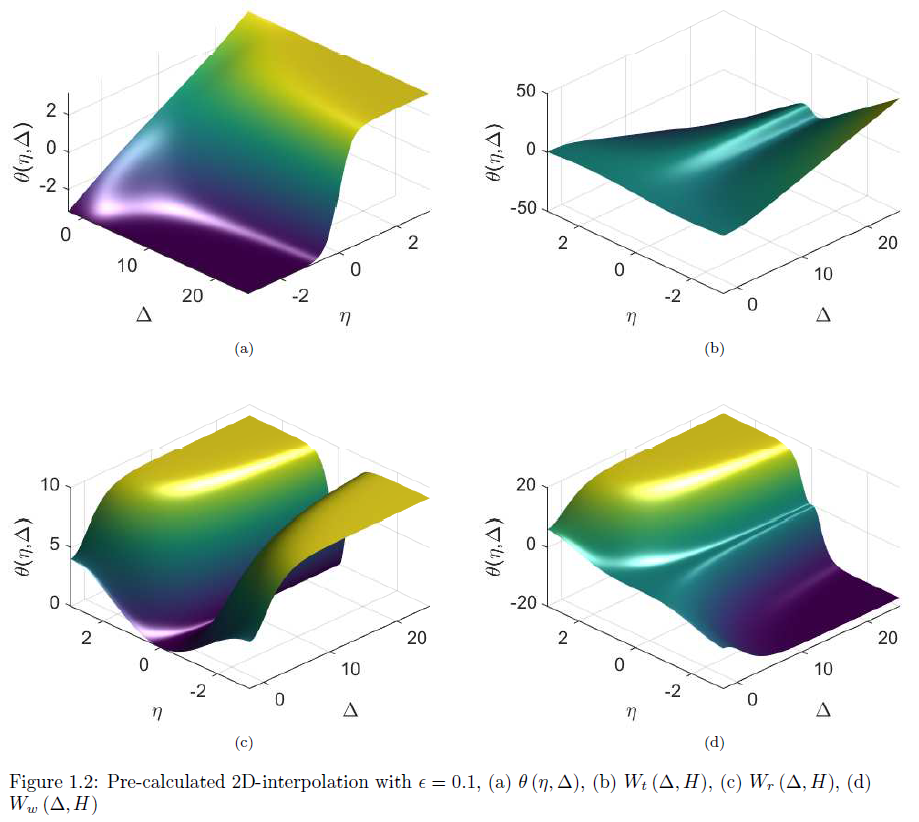 2
0
-2
θ(η,Δ)
0
10
20
Δ
-2
0
2
η
(a)
50
0
-50
θ(η,Δ)
2
0
-2
η
0
10
20
Δ
(b)
10
5
0
θ(η,Δ)
2
0
-2
η
0
10
20
Δ
(c)
20
0
-20
θ(η,Δ)
2
0
-2
η
0
10
20
Δ
(d)
Figure 1.2: Pre-calculated 2D-interpolation with ϵ = 0.1, (a) θ (η, Δ), (b) W_t (Δ, H), (c) W_r (Δ, H), (d)
W_w (Δ, H)